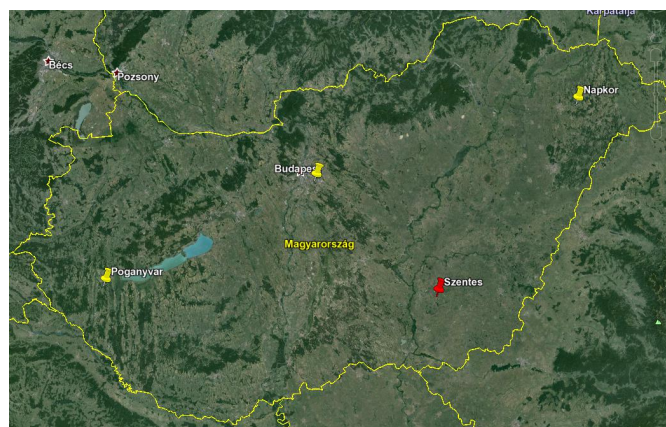 Kárpátalja
Bécs
Pozsony
Napkor
Budapest
Magyarország
Poganyvar
Szentes